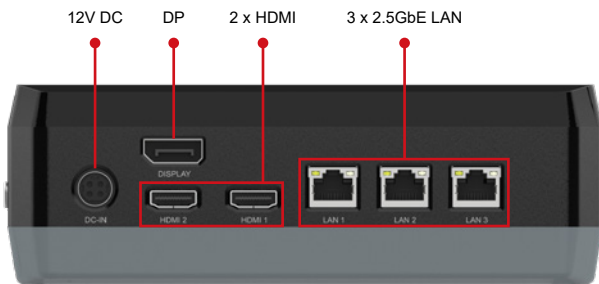 12V DC
DP
2 x HDMI
3 x 2.5GbE LAN
DISPLAY
DC-IN
HDMI 2
HDMI 1
LAN 1
LAN 2
LAN 3